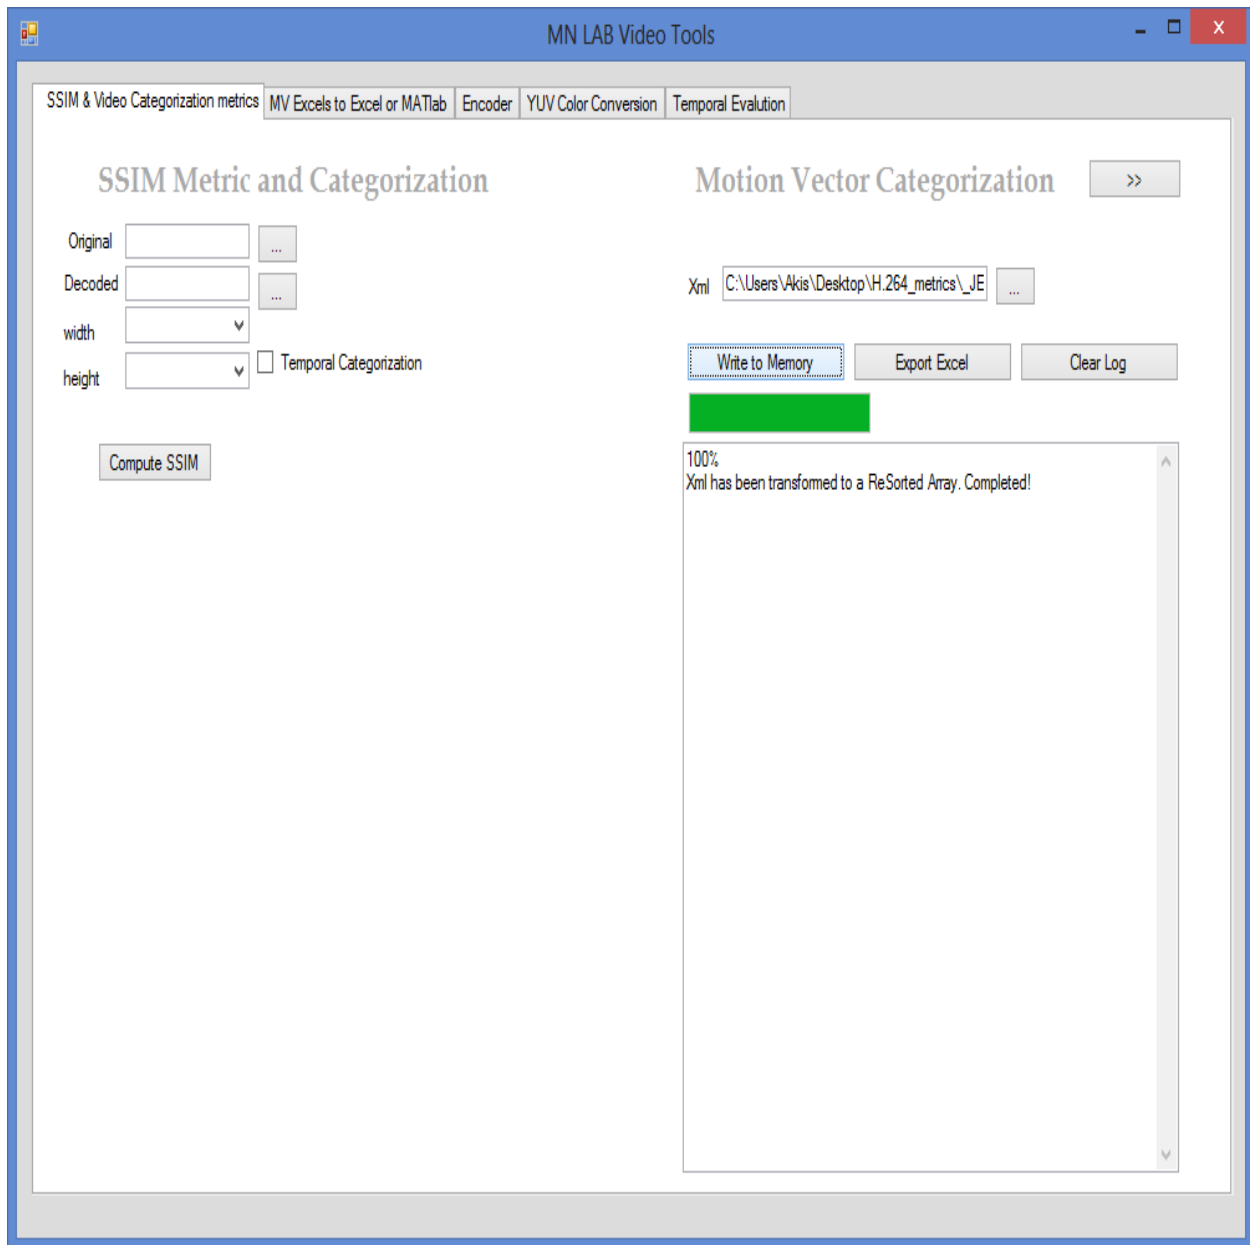 MN LAB Video Tools
X
SSIM & Video Categorization metrics
MV Excels to Excel or MATlab
Encoder
YUV Color Conversion
Temporal Evalution
SSIM Metric and Categorization
Original
...
Decoded
...
width
height
Temporal Categorization
Compute SSIM
Motion Vector Categorization
>>
Xml
C:\Users\Akis\Desktop\H.264_metrics\_JE
...
Write to Memory
Export Excel
Clear Log
100%
Xml has been transformed to a ReSorted Array. Completed!